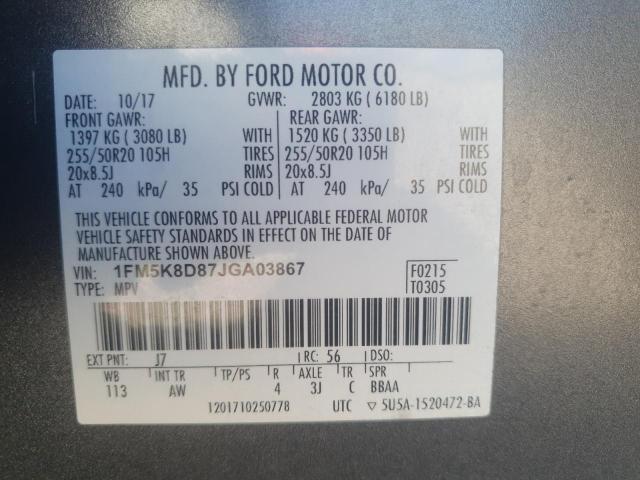 MFD. BY FORD MOTOR CO.
DATE: 10/17 GVWR: 2803 KG ( 6180 LB)
FRONT GAWR: REAR GAWR:
1397 KG ( 3080 LB) WITH 1520 KG ( 3350 LB) WITH
255/50R20 105H TIRES 255/50R20 105H TIRES
20x8.5J RIMS 20x8.5J RIMS
AT 240 kPa/ 35 PSI COLD AT 240 kPa/ 35 PSI COLD
THIS VEHICLE CONFORMS TO ALL APPLICABLE FEDERAL MOTOR
VEHICLE SAFETY STANDARDS IN EFFECT ON THE DATE OF
MANUFACTURE SHOWN ABOVE.
VIN: 1FM5K8D87JGA03867 F0215
TYPE: MPV T0305
EXT PNT: J7 RC: 56 DSO:
WB INT TR TP/PS R AXLE TR SPR
113 AW 4 3J C BBAA
1201710250778 UTC ▽ 5U5A-1520472-BA